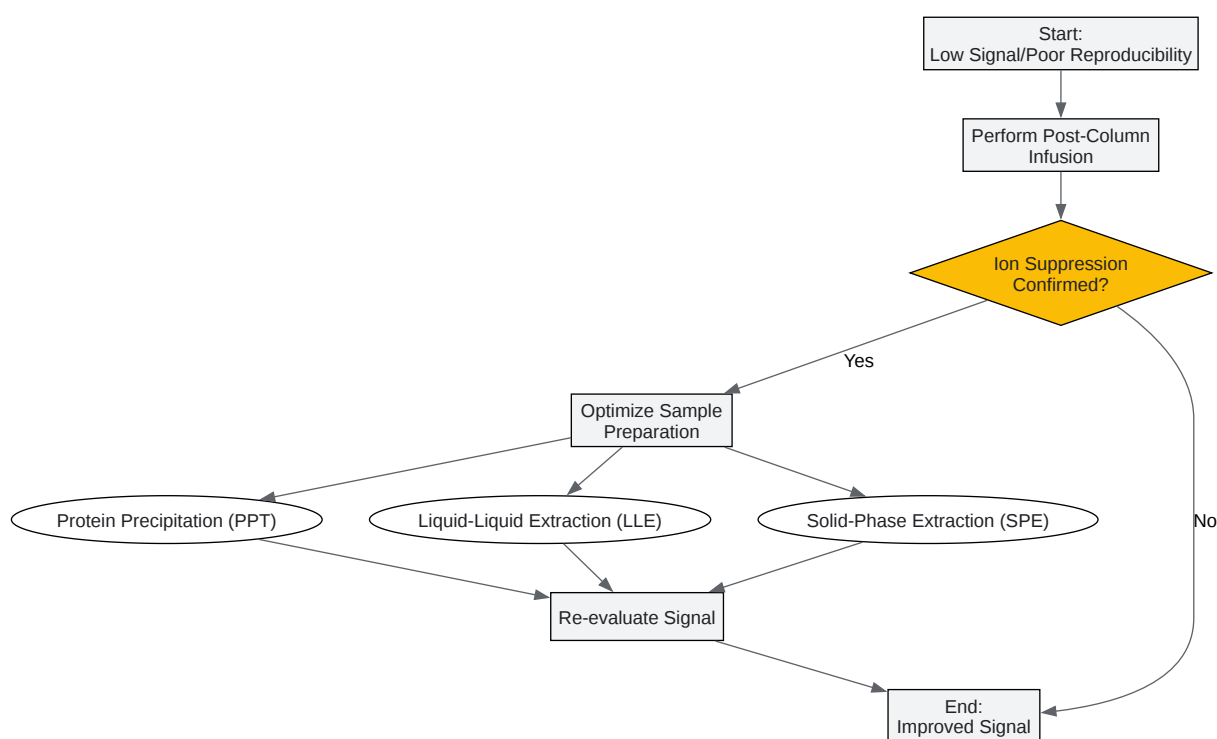 Start:
Low Signal/Poor Reproducibility
Perform Post-Column
Infusion
Ion Suppression
Confirmed?
Yes
Optimize Sample
Preparation
Protein Precipitation (PPT)
Liquid-Liquid Extraction (LLE)
Solid-Phase Extraction (SPE)
No
Re-evaluate Signal
End:
Improved Signal